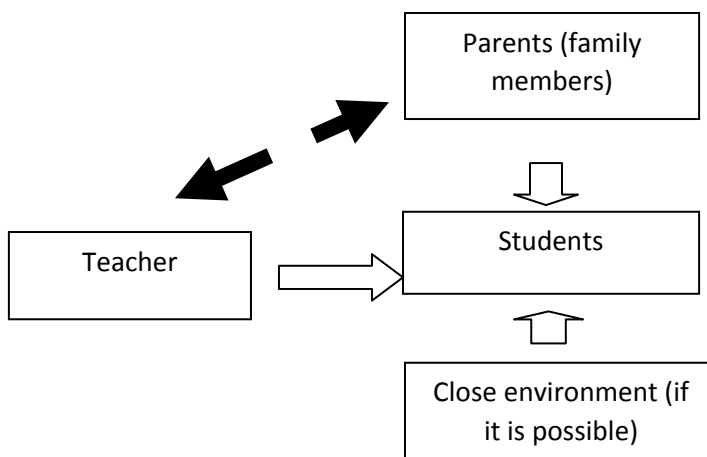 Parents (family
members)
Teacher
Students
Close environment (if
it is possible)